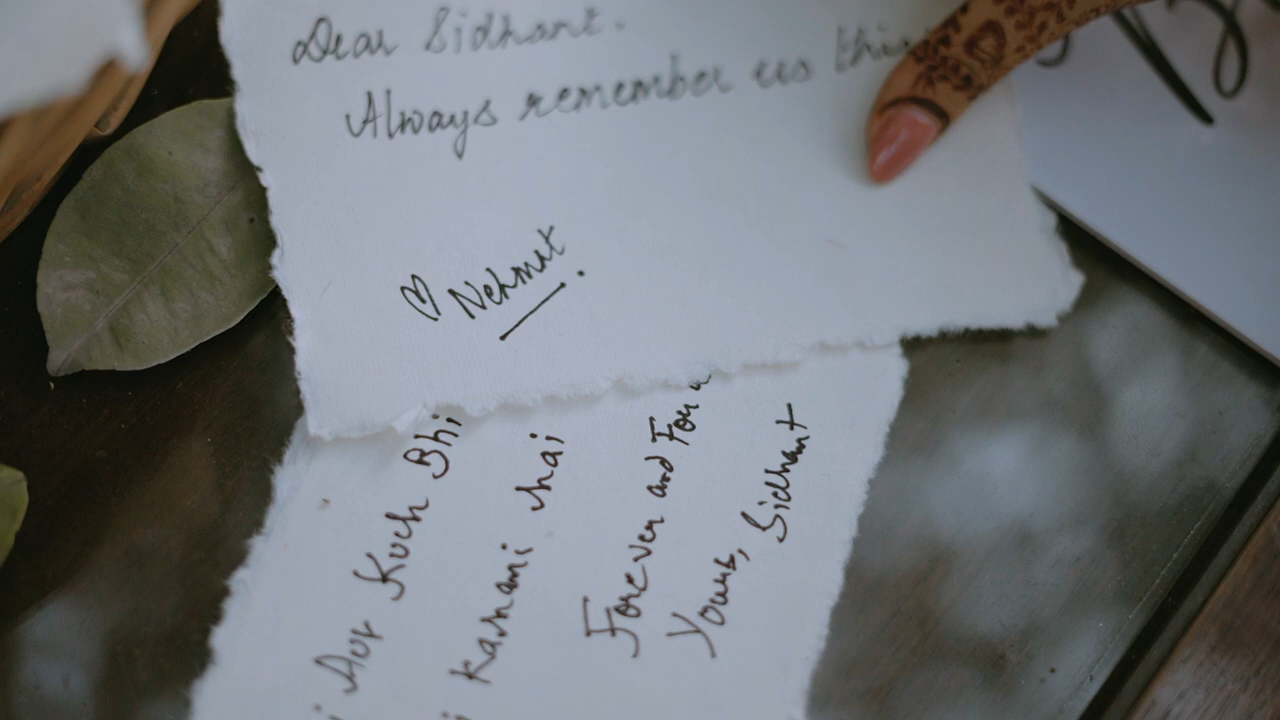 Dear Sidhant.
Always remember us this
♡ Nehmat.
Aur Kuch Bhi
kahani hai
Forever and For
Yours, Sidhant